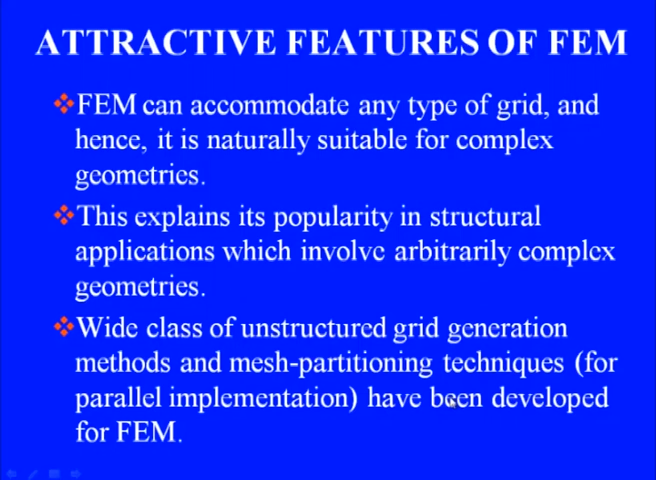 ATTRACTIVE FEATURES OF FEM
❖FEM can accommodate any type of grid, and
hence, it is naturally suitable for complex
geometries.
❖This explains its popularity in structural
applications which involve arbitrarily complex
geometries.
❖Wide class of unstructured grid generation
methods and mesh-partitioning techniques (for
parallel implementation) have been developed
for FEM.